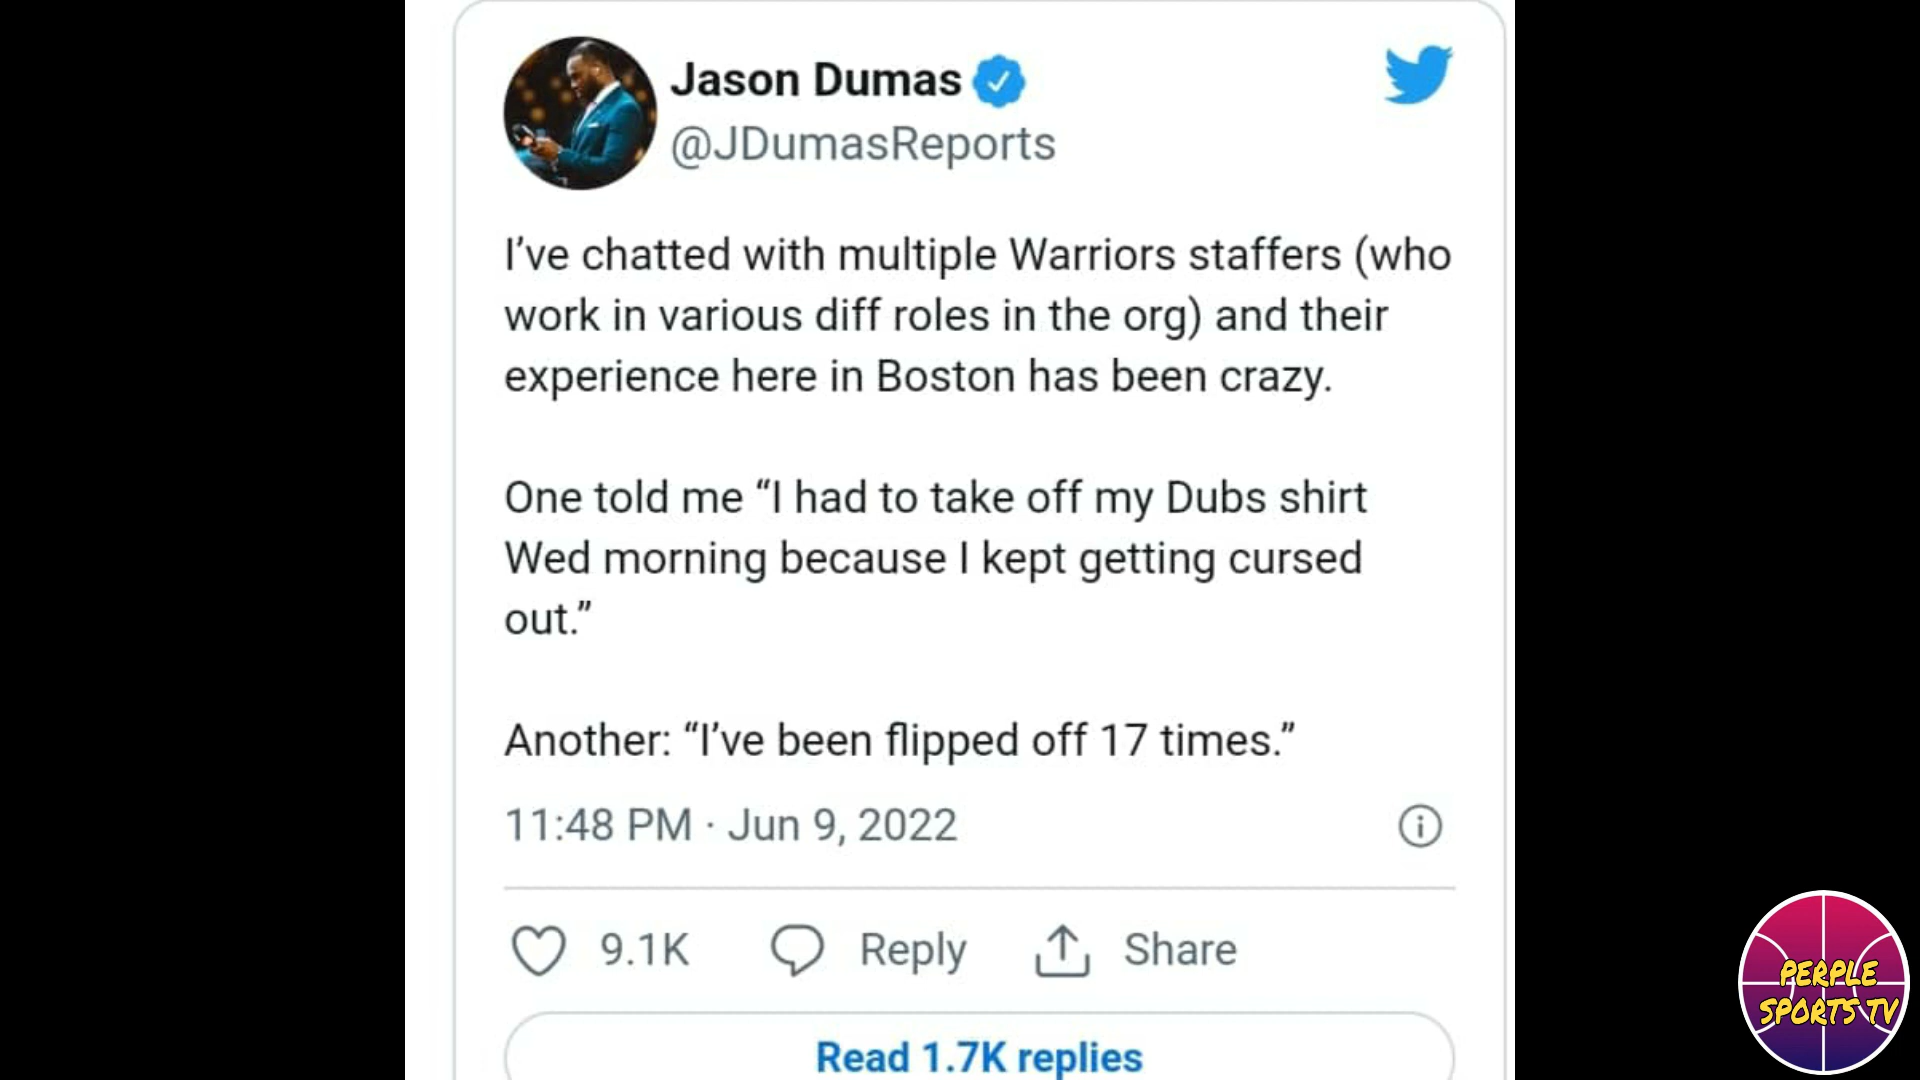 Jason Dumas
@JDumasReports
I’ve chatted with multiple Warriors staffers (who
work in various diff roles in the org) and their
experience here in Boston has been crazy.
One told me “I had to take off my Dubs shirt
Wed morning because I kept getting cursed
out.”
Another: “I’ve been flipped off 17 times.”
11:48 PM · Jun 9, 2022
9.1K Reply Share
Read 1.7K replies
PERPLE
SPORTS TV